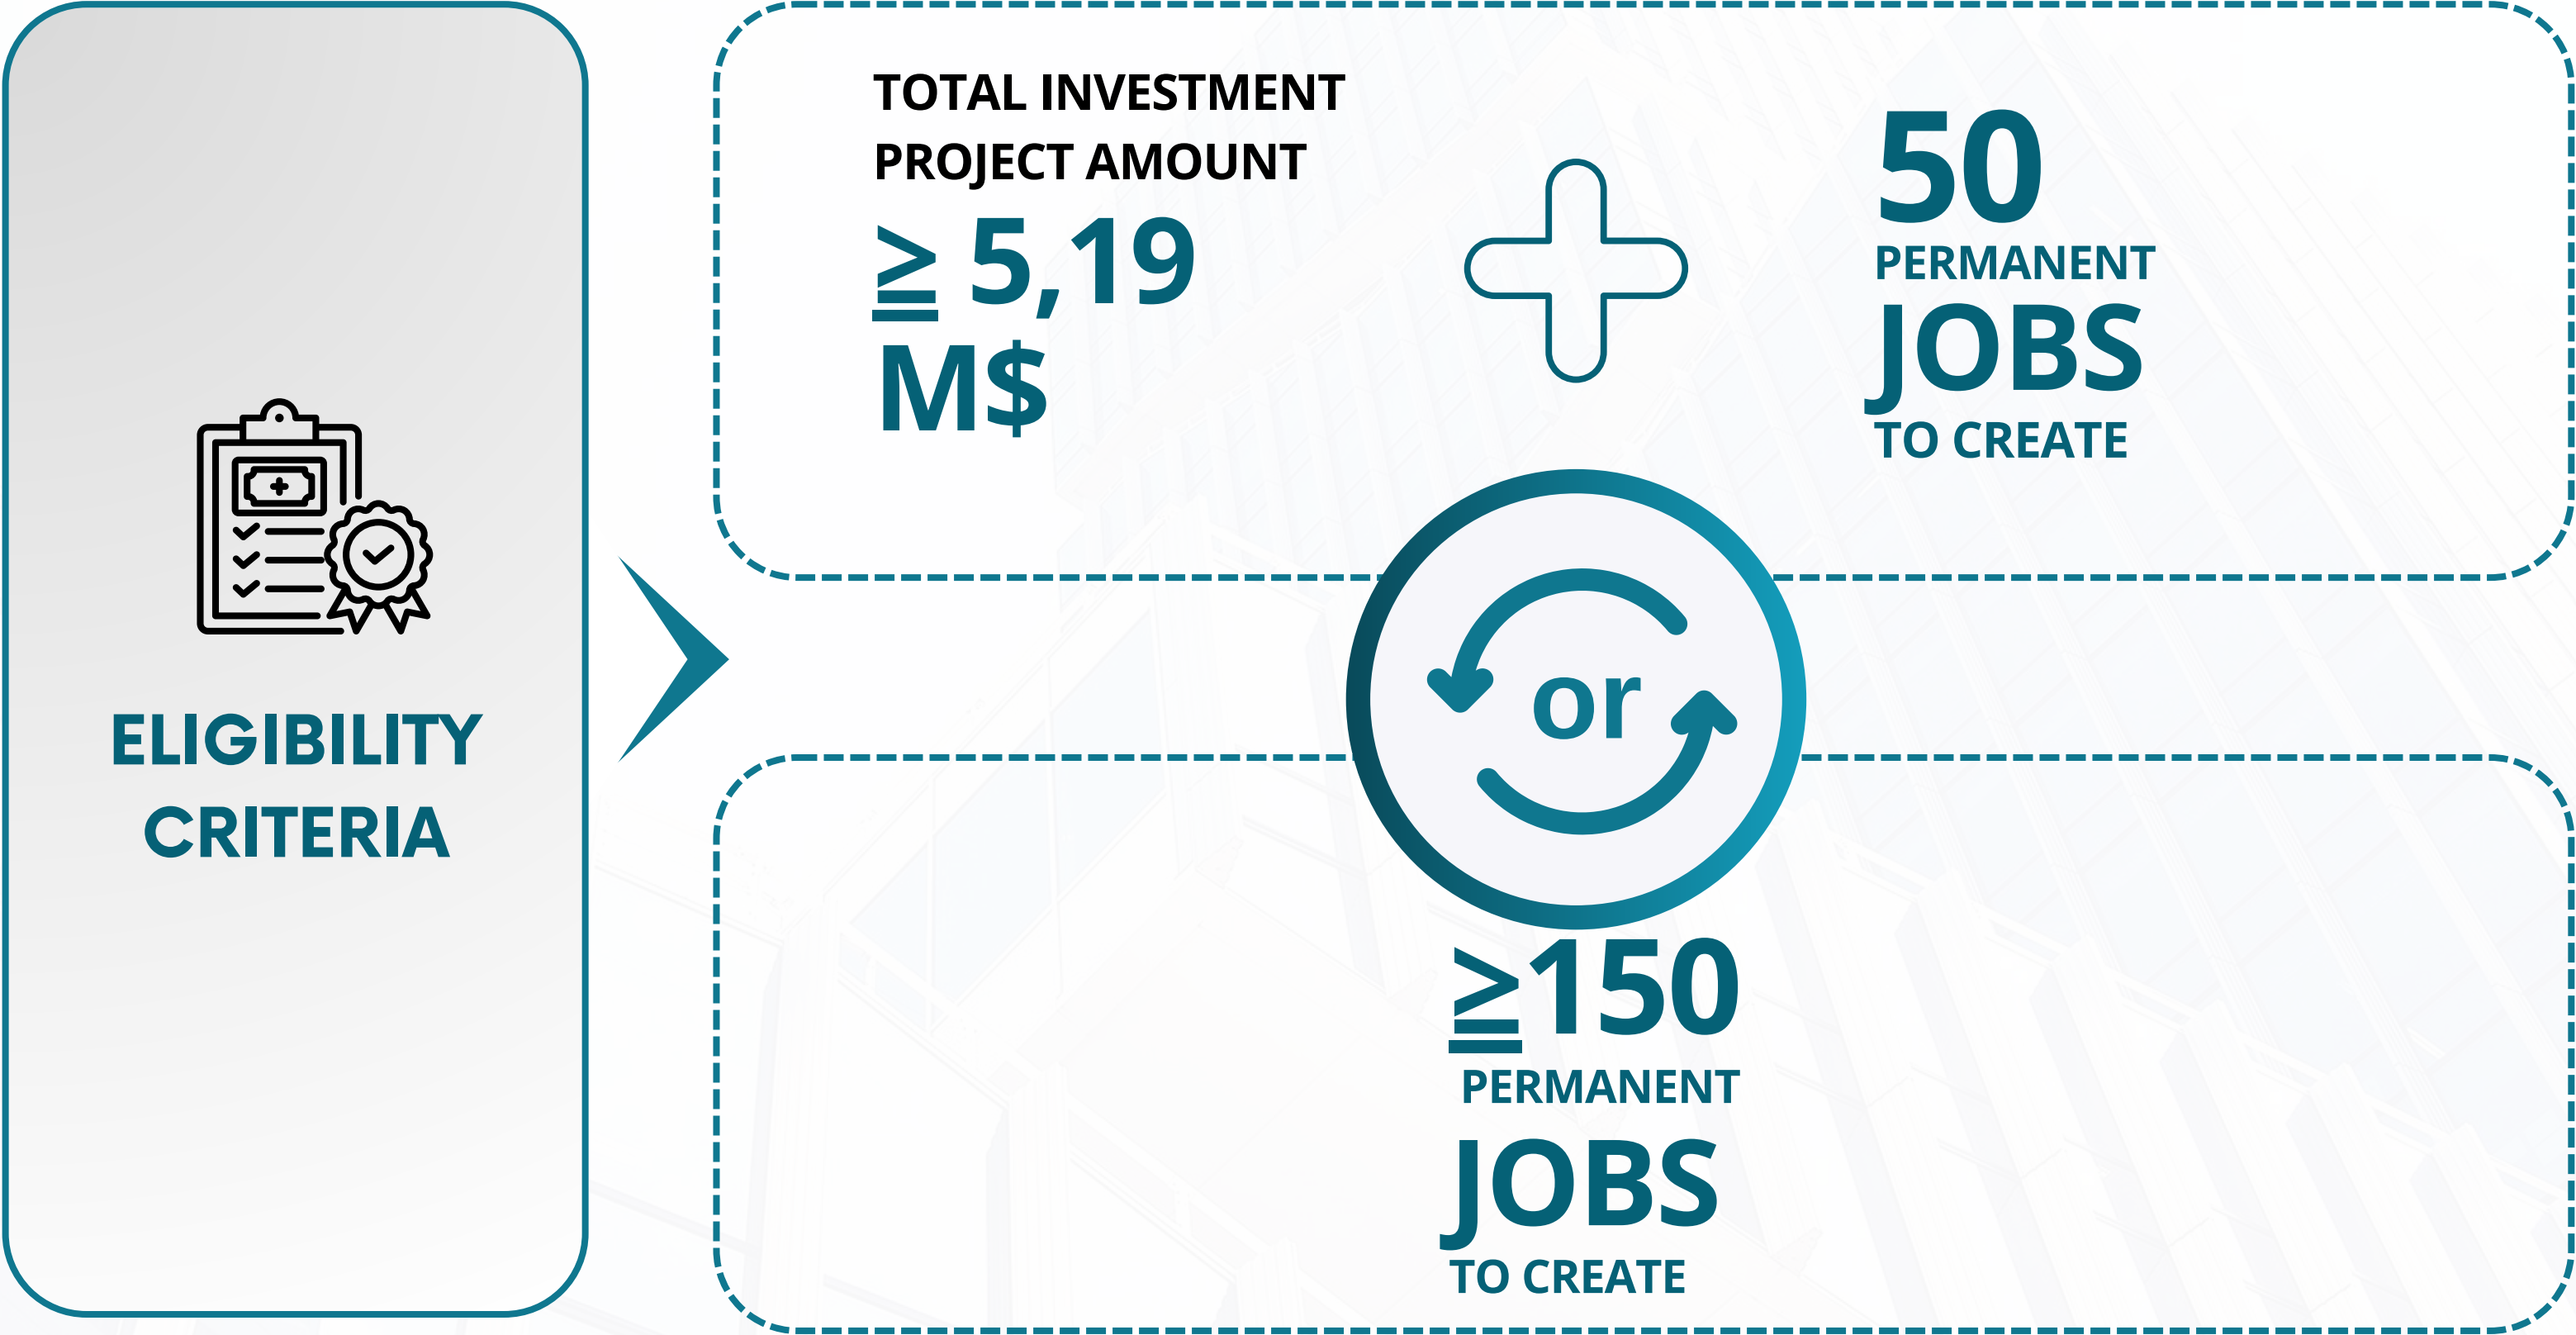 ELIGIBILITY
CRITERIA
TOTAL INVESTMENT
PROJECT AMOUNT
≥ 5,19
M$
50
PERMANENT
JOBS
TO CREATE
or
≥150
PERMANENT
JOBS
TO CREATE